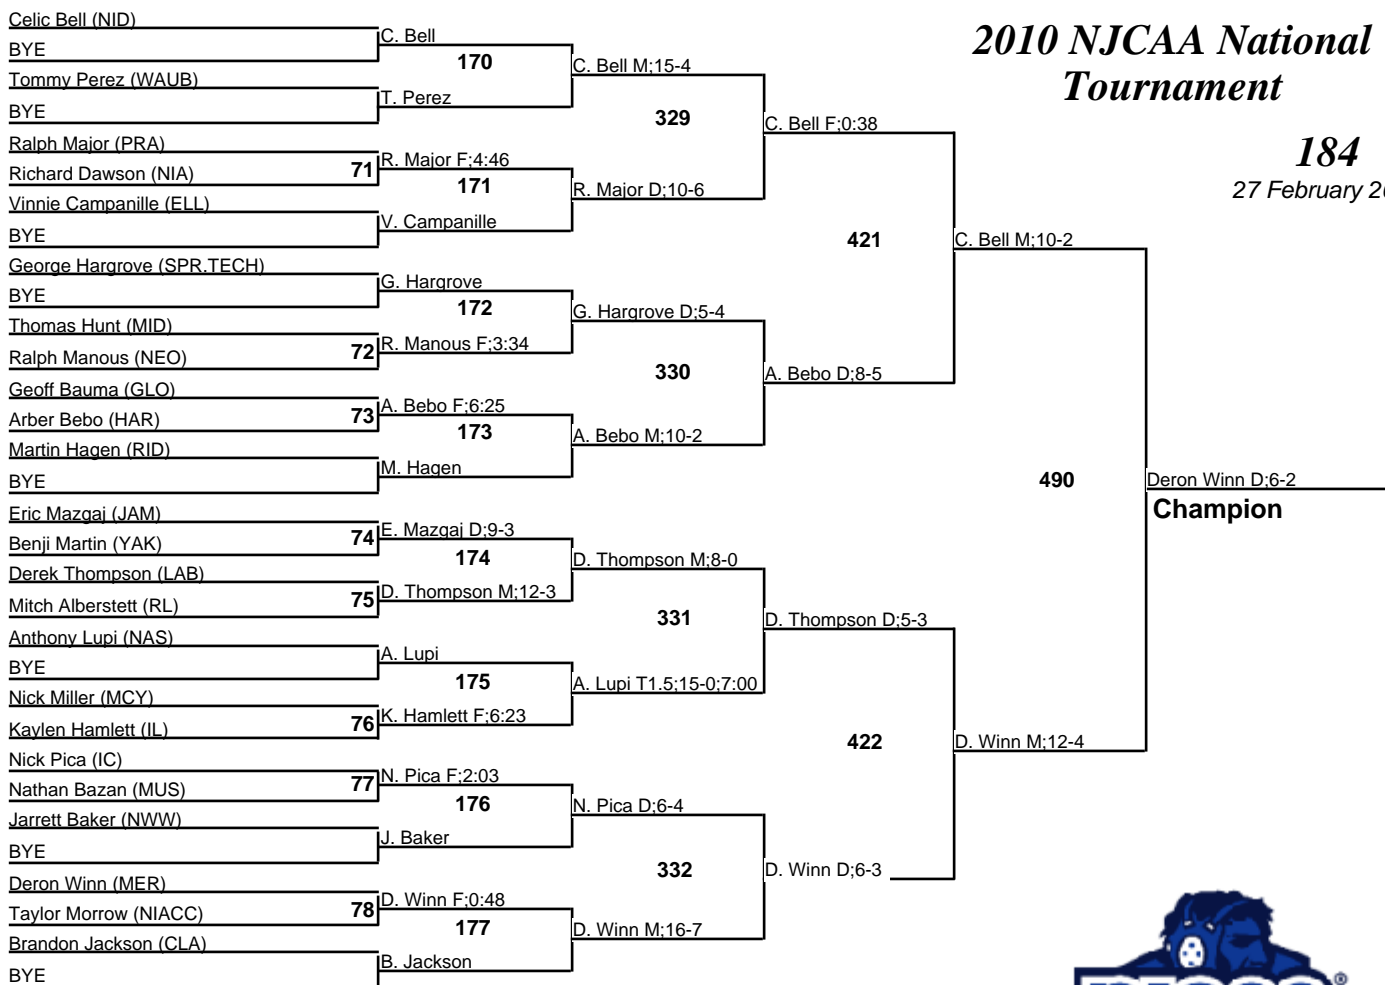 2010 NJCAA National
Tournament
184
27 February 2
Celic Bell (NID)
BYE
Tommy Perez (WAUB)
BYE
Ralph Major (PRA)
Richard Dawson (NIA)
Vinnie Campanille (ELL)
BYE
George Hargrove (SPR.TECH)
BYE
Thomas Hunt (MID)
Ralph Manous (NEO)
Geoff Bauma (GLO)
Arber Bebo (HAR)
Martin Hagen (RID)
BYE
Eric Mazgaj (JAM)
Benji Martin (YAK)
Derek Thompson (LAB)
Mitch Alberstett (RL)
Anthony Lupi (NAS)
BYE
Nick Miller (MCY)
Kaylen Hamlett (IL)
Nick Pica (IC)
Nathan Bazan (MUS)
Jarrett Baker (NWW)
BYE
Deron Winn (MER)
Taylor Morrow (NIACC)
Brandon Jackson (CLA)
BYE
71
72
73
74
75
76
77
78
C. Bell
170
T. Perez
R. Major F;4:46
171
V. Campanille
G. Hargrove
172
R. Manous F;3:34
A. Bebo F;6:25
173
M. Hagen
E. Mazgaj D;9-3
174
D. Thompson M;12-3
A. Lupi
175
K. Hamlett F;6:23
N. Pica F;2:03
176
J. Baker
D. Winn F;0:48
177
B. Jackson
C. Bell M;15-4
329
R. Major D;10-6
G. Hargrove D;5-4
330
A. Bebo M;10-2
D. Thompson M;8-0
331
A. Lupi T1.5;15-0;7:00
N. Pica D;6-4
332
D. Winn M;16-7
C. Bell F;0:38
421
A. Bebo D;8-5
D. Thompson D;5-3
422
D. Winn D;6-3
C. Bell M;10-2
490
D. Winn M;12-4
Deron Winn D;6-2
Champion